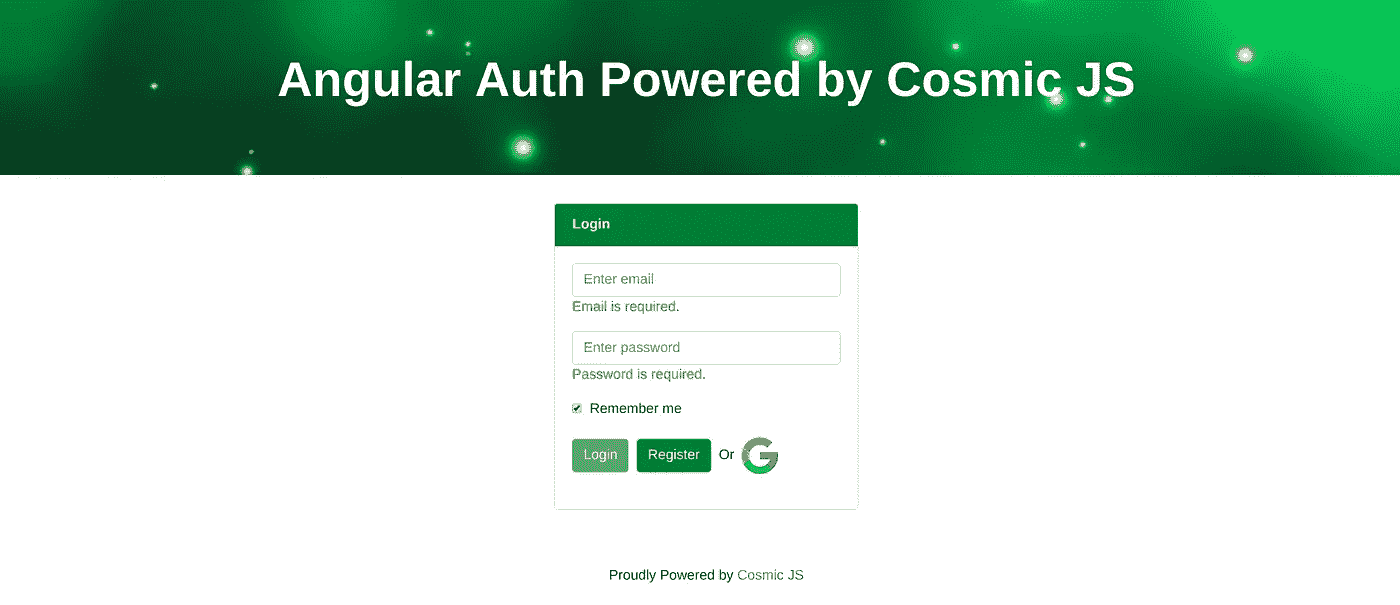 Angular Auth Powered by Cosmic JS
Login
Enter email
Email is required.
Enter password
Password is required.
Remember me
Login Register Or G
Proudly Powered by Cosmic JS